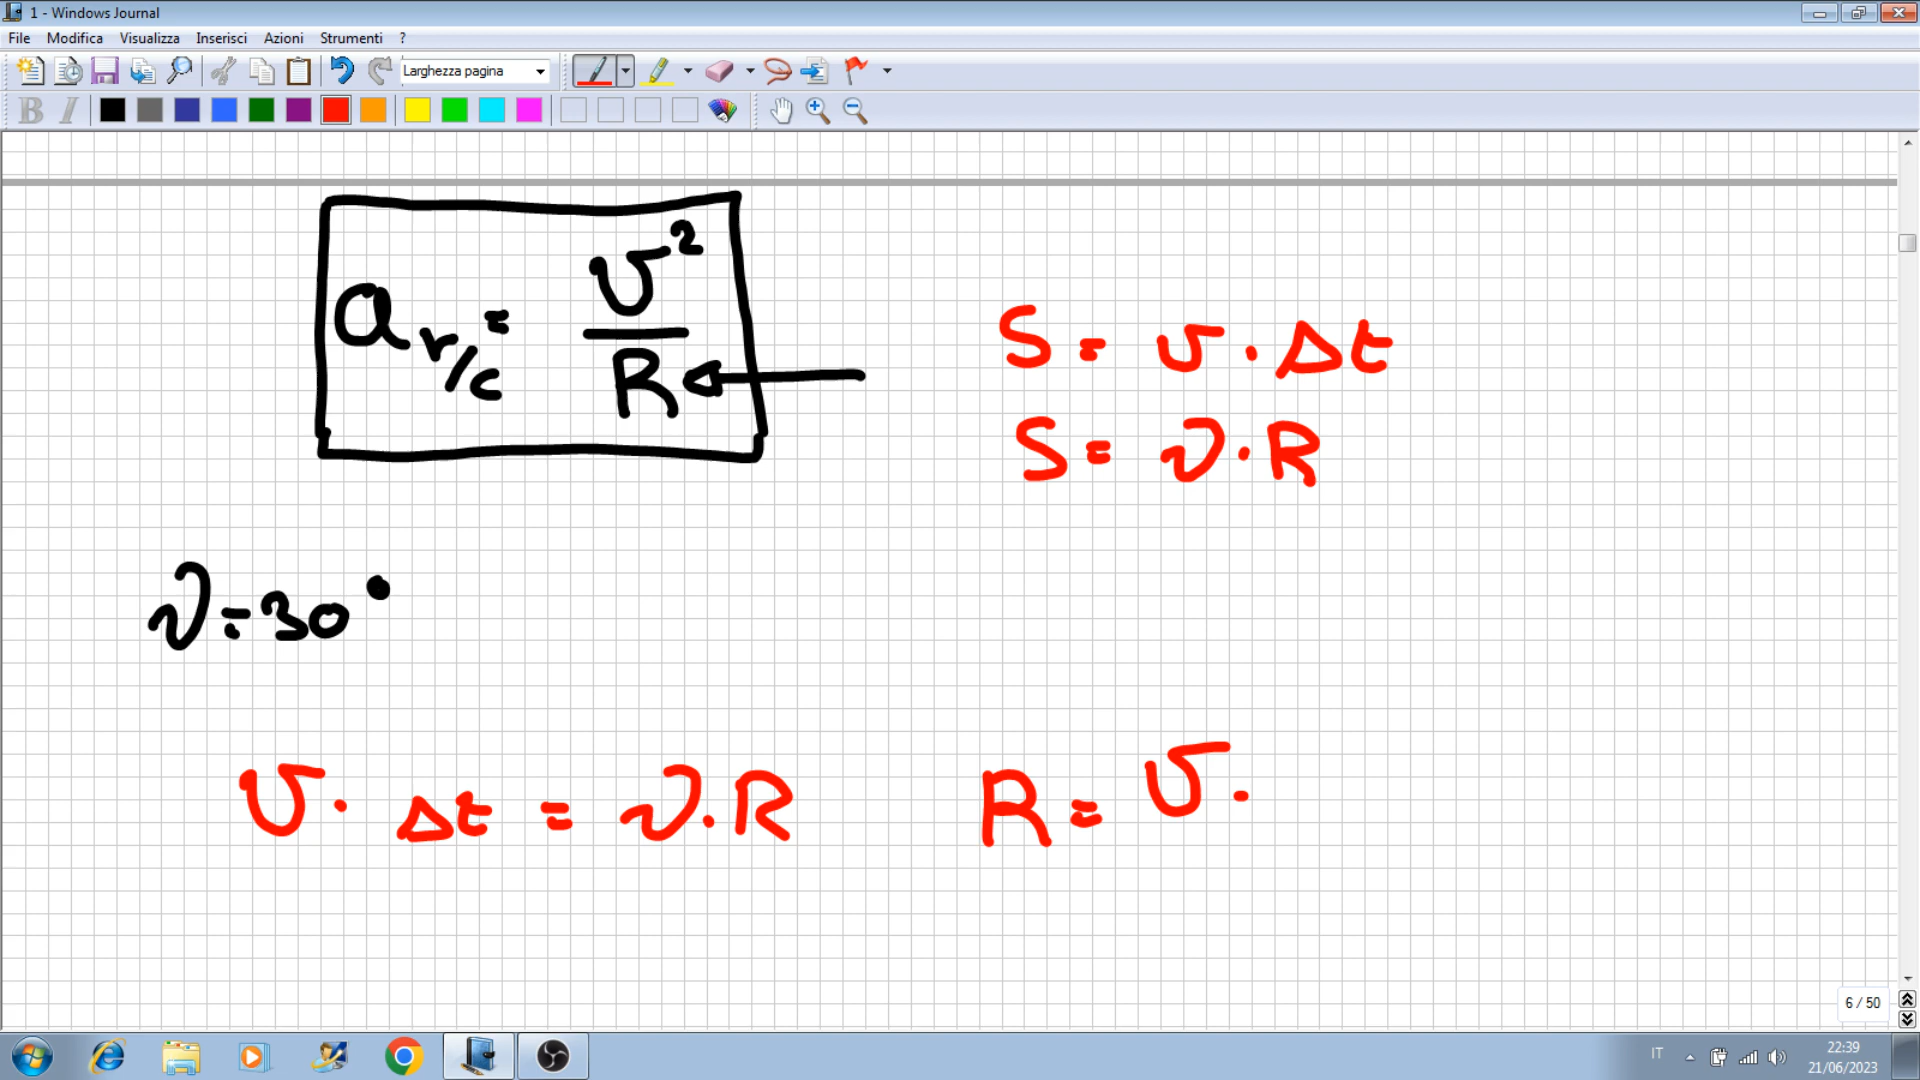 1 - Windows Journal
File Modifica Visualizza Inserisci Azioni Strumenti ?
Larghezza pagina
B I
a r/c = v² / R
S = v · Δt
S = ϑ · R
ϑ = 30°
v · Δt = ϑ · R
R = v ·
6 / 50
IT
22:39
21/06/2023